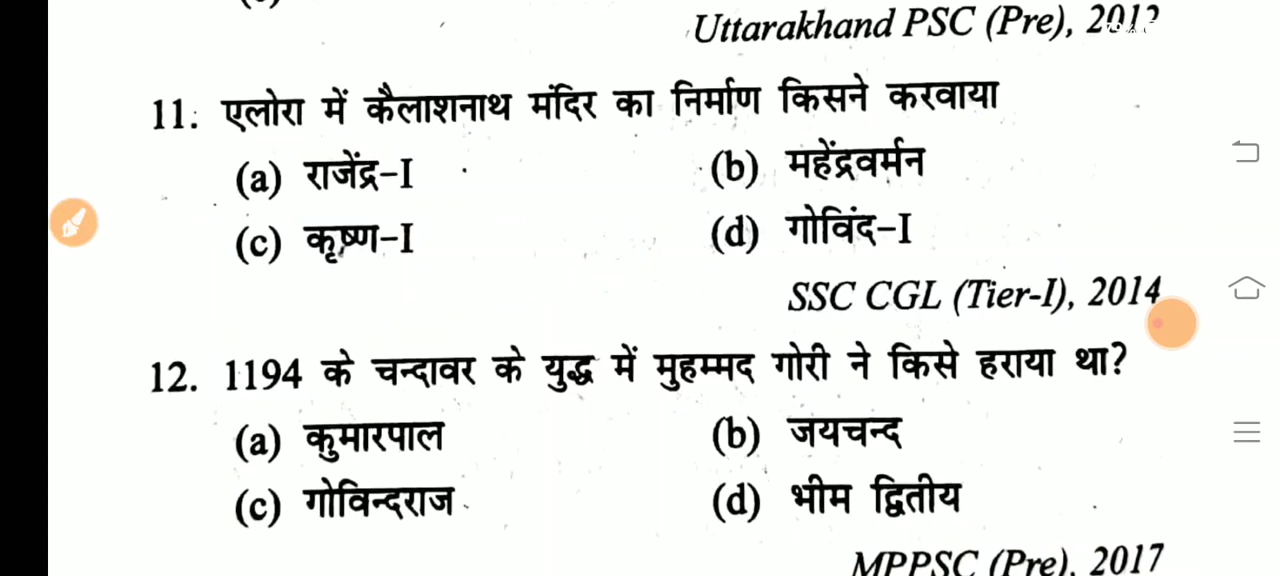 Uttarakhand PSC (Pre), 2012
11. एलोरा में कैलाशनाथ मंदिर का निर्माण किसने करवाया
(a) राजेंद्र-I (b) महेंद्रवर्मन
(c) कृष्ण-I (d) गोविंद-I
SSC CGL (Tier-I), 2014
12. 1194 के चन्दावर के युद्ध में मुहम्मद गोरी ने किसे हराया था?
(a) कुमारपाल (b) जयचन्द
(c) गोविन्दराज (d) भीम द्वितीय
MPPSC (Pre), 2017